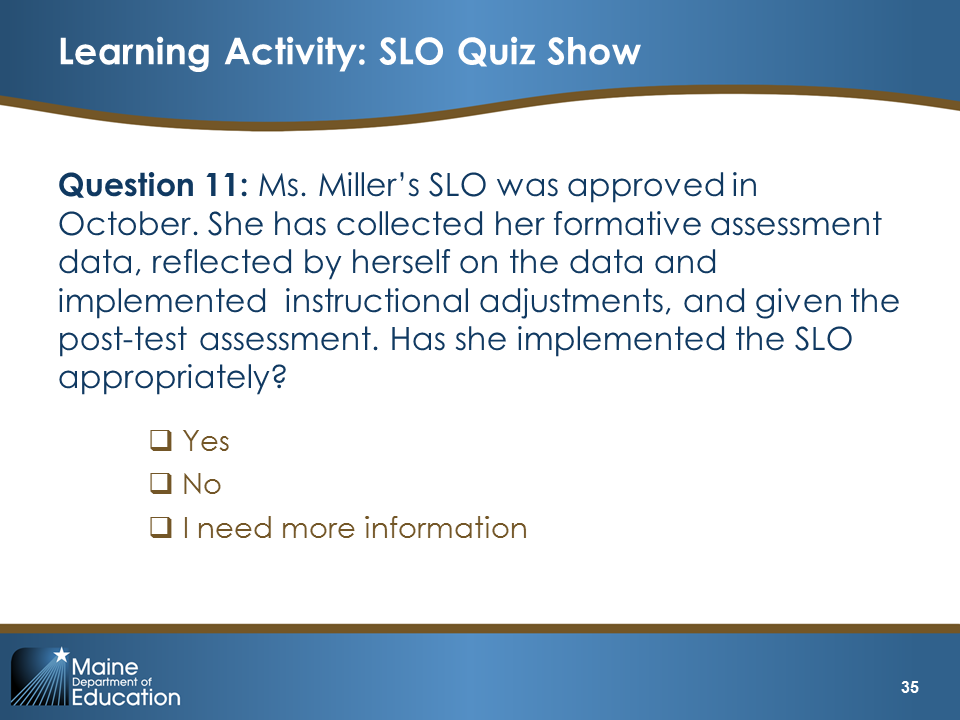 Learning Activity: SLO Quiz Show
Question 11: Ms. Miller’s SLO was approved in
October. She has collected her formative assessment
data, reflected by herself on the data and
implemented  instructional adjustments, and given the
post-test assessment. Has she implemented the SLO
appropriately?
❑ Yes
❑ No
❑ I need more information
Maine
Department of
Education
35